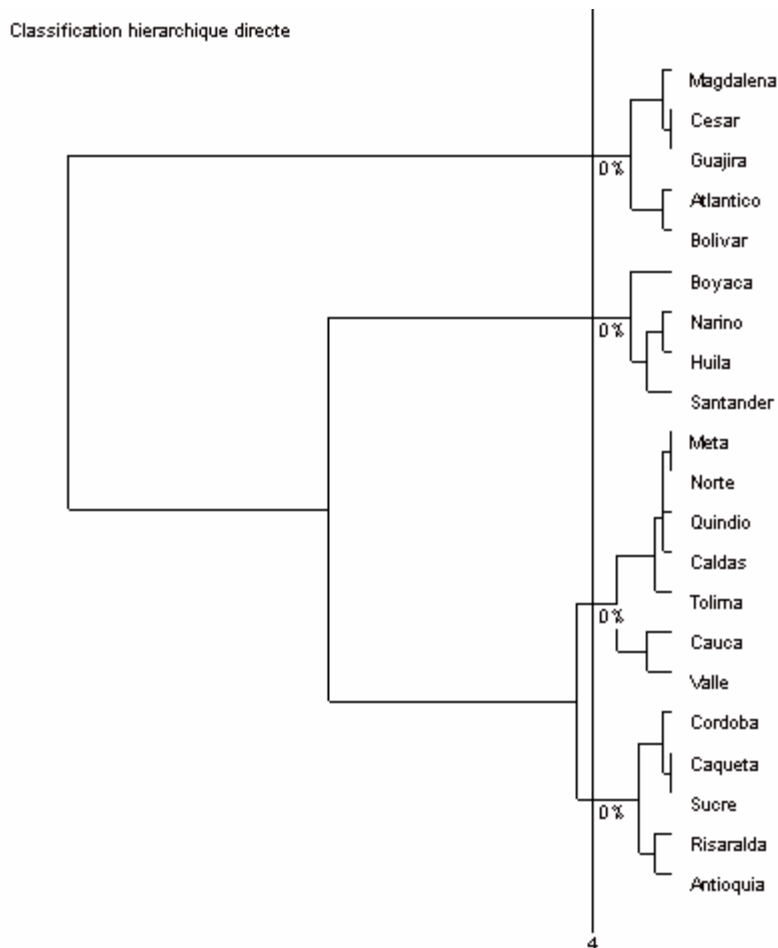 Classification hierarchique directe
Magdalena
Cesar
0%
Guajira
Atlantico
Bolivar
Boyaca
Narino
0%
Huila
Santander
Meta
Norte
Quindio
Caldas
Tolima
0%
Cauca
Valle
Cordoba
Caqueta
Sucre
0%
Risaralda
Antioquia
4